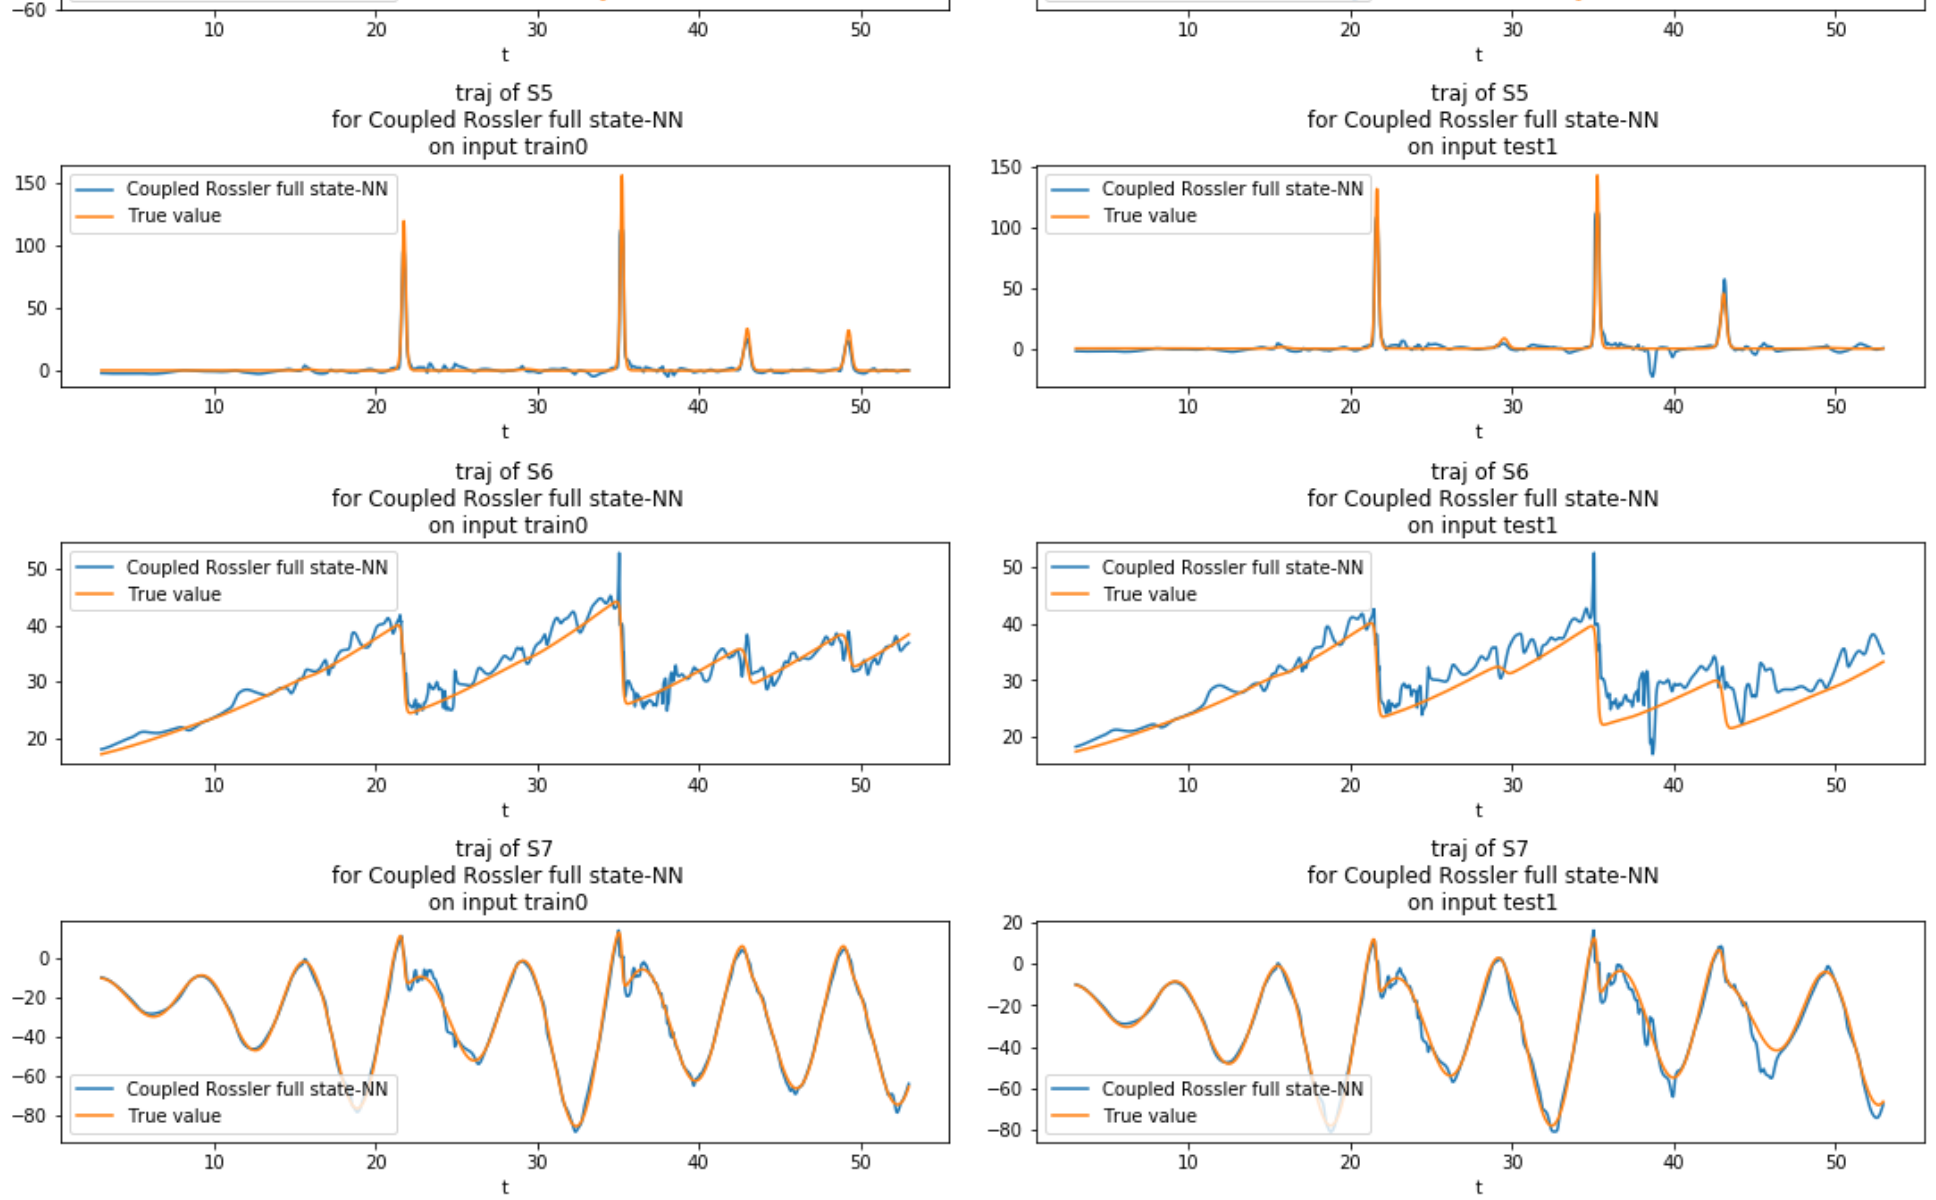 −60
10 20 30 40 50
t
10 20 30 40 50
t
traj of S5
for Coupled Rossler full state-NN
on input train0
150
100
50
0
Coupled Rossler full state-NN
True value
10 20 30 40 50
t
traj of S5
for Coupled Rossler full state-NN
on input test1
150
100
50
0
Coupled Rossler full state-NN
True value
10 20 30 40 50
t
traj of S6
for Coupled Rossler full state-NN
on input train0
50
40
30
20
Coupled Rossler full state-NN
True value
10 20 30 40 50
t
traj of S6
for Coupled Rossler full state-NN
on input test1
50
40
30
20
Coupled Rossler full state-NN
True value
10 20 30 40 50
t
traj of S7
for Coupled Rossler full state-NN
on input train0
0
−20
−40
−60
−80
Coupled Rossler full state-NN
True value
10 20 30 40 50
t
traj of S7
for Coupled Rossler full state-NN
on input test1
20
0
−20
−40
−60
−80
Coupled Rossler full state-NN
True value
10 20 30 40 50
t